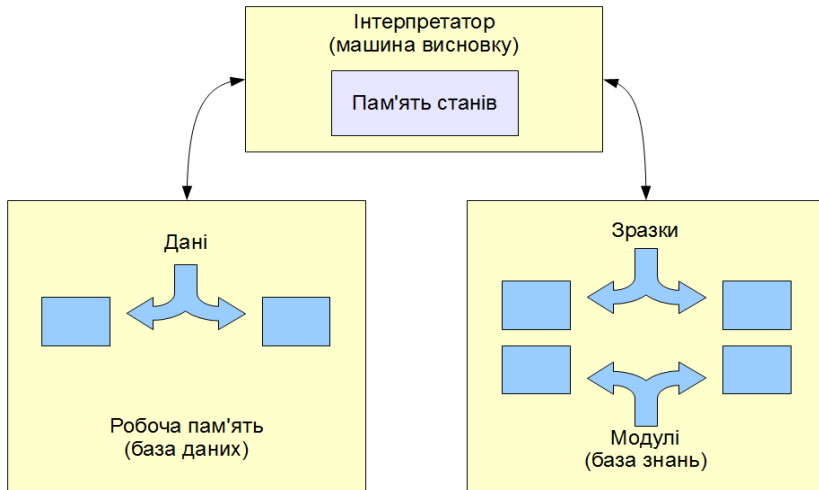 Інтерпретатор
(машина висновку)
Пам'ять станів
Дані
Робоча пам'ять
(база даних)
Зразки
Модулі
(база знань)